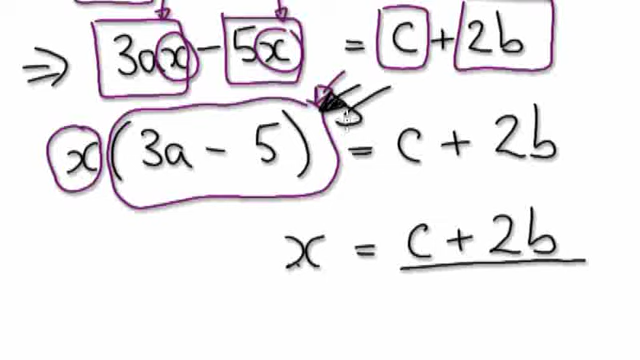 ⇒ 3ax - 5x = c + 2b
x (3a - 5) = c + 2b
x = c + 2b